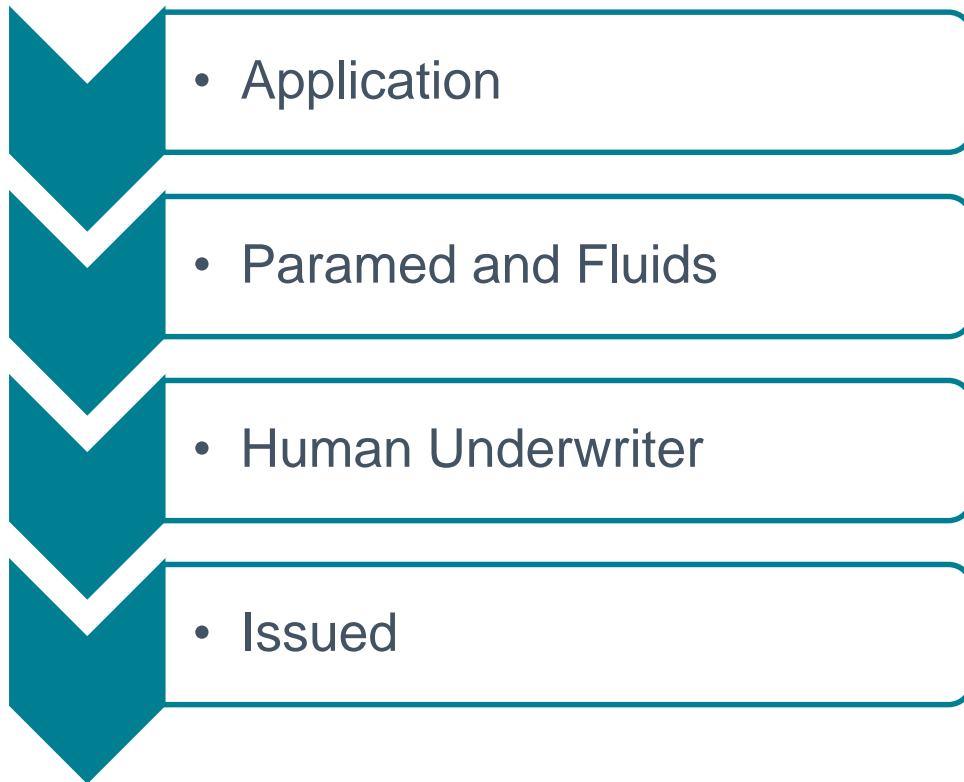 • Application
• Paramed and Fluids
• Human Underwriter
• Issued